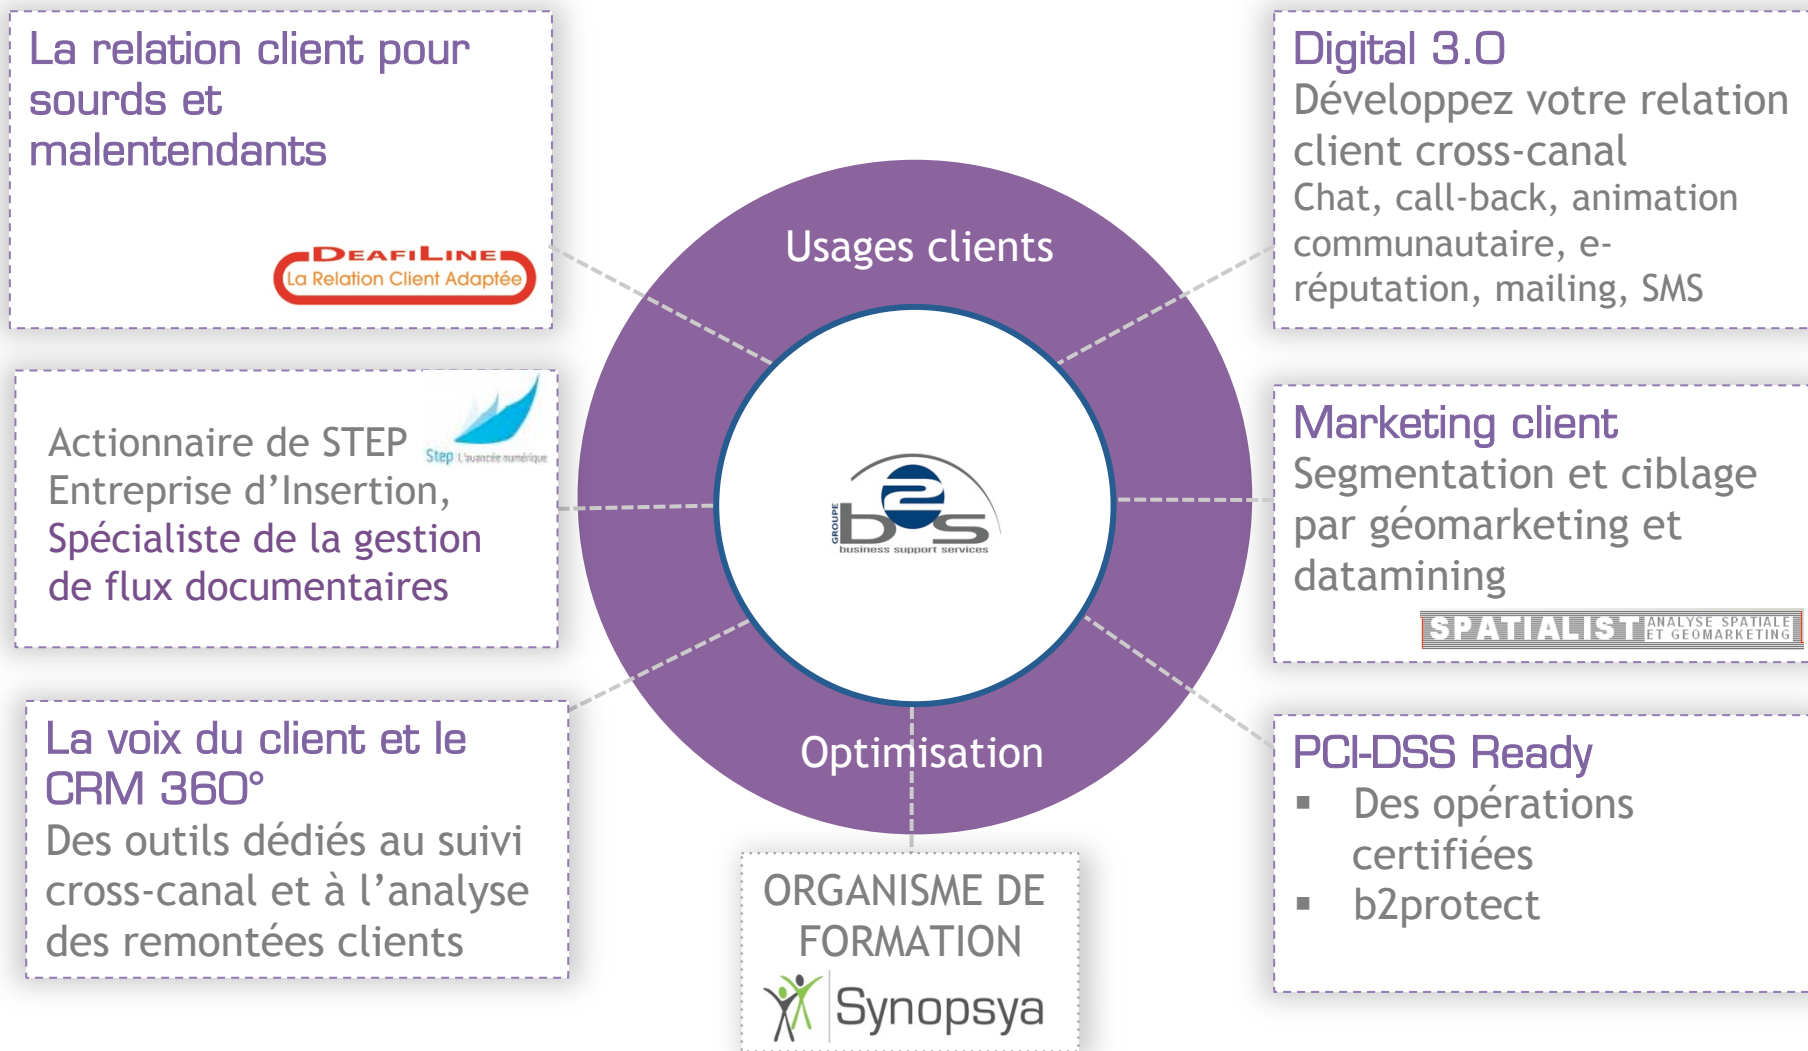 La relation client pour
sourds et
malentendants
DEAFILINE
La Relation Client Adaptée
Actionnaire de STEP
Entreprise d’Insertion,
Spécialiste de la gestion
de flux documentaires
Step L'avancée numérique
La voix du client et le
CRM 360°
Des outils dédiés au suivi
cross-canal et à l’analyse
des remontées clients
Usages clients
GROUPE
b2s
business support services
Optimisation
ORGANISME DE
FORMATION
Synopsya
Digital 3.0
Développez votre relation
client cross-canal
Chat, call-back, animation
communautaire, e-
réputation, mailing, SMS
Marketing client
Segmentation et ciblage
par géomarketing et
datamining
SPATIALIST
ANALYSE SPATIALE
ET GEOMARKETING
PCI-DSS Ready
▪ Des opérations
certifiées
▪ b2protect